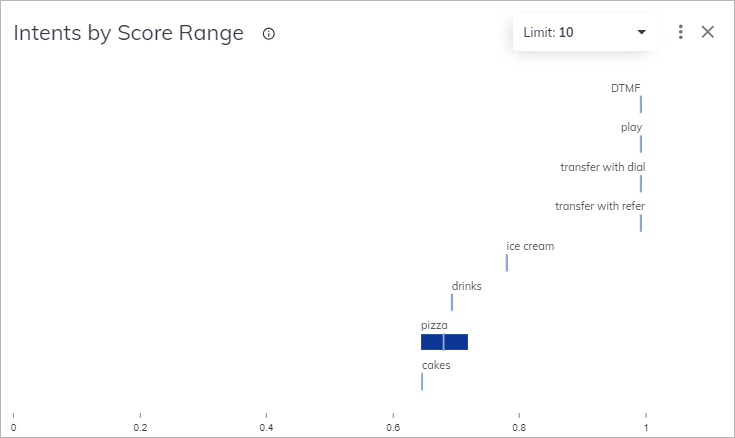 Intents by Score Range
Limit: 10
DTMF
play
transfer with dial
transfer with refer
ice cream
drinks
pizza
cakes
0 0.2 0.4 0.6 0.8 1